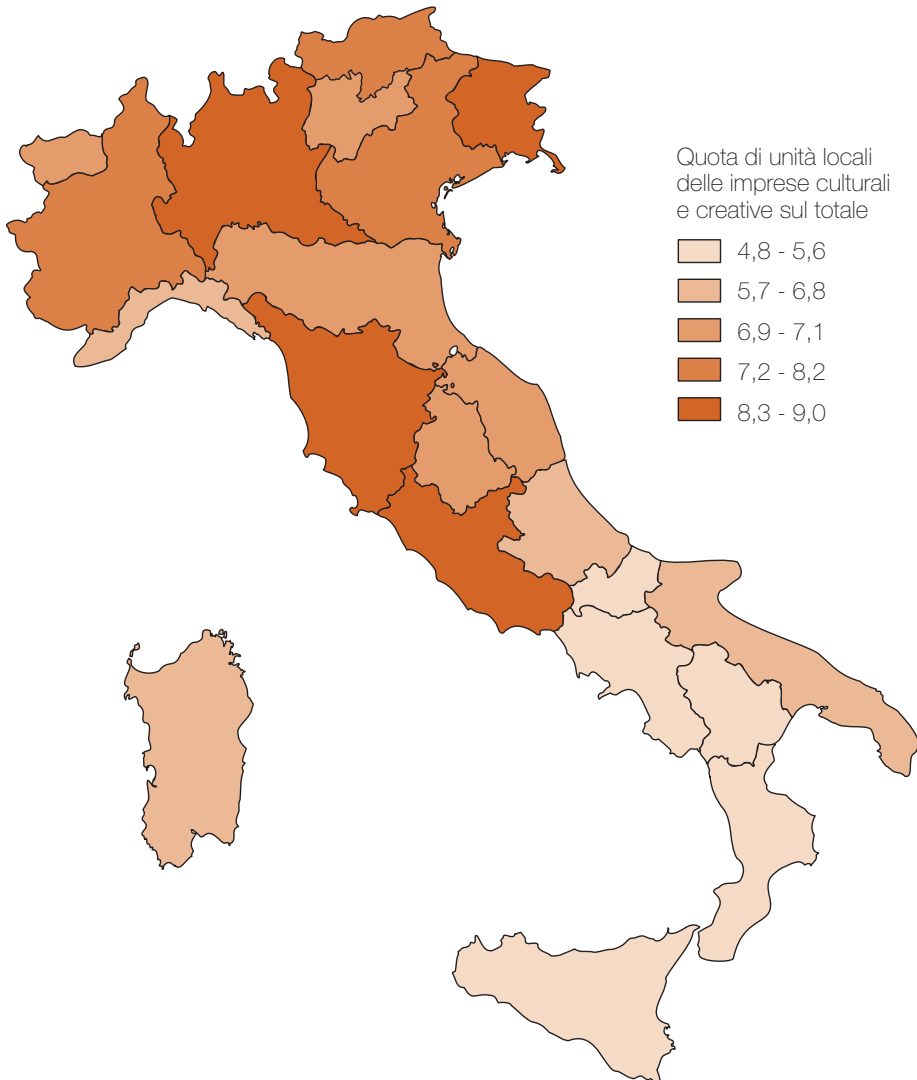 Quota di unità locali
delle imprese culturali
e creative sul totale
4,8 - 5,6
5,7 - 6,8
6,9 - 7,1
7,2 - 8,2
8,3 - 9,0